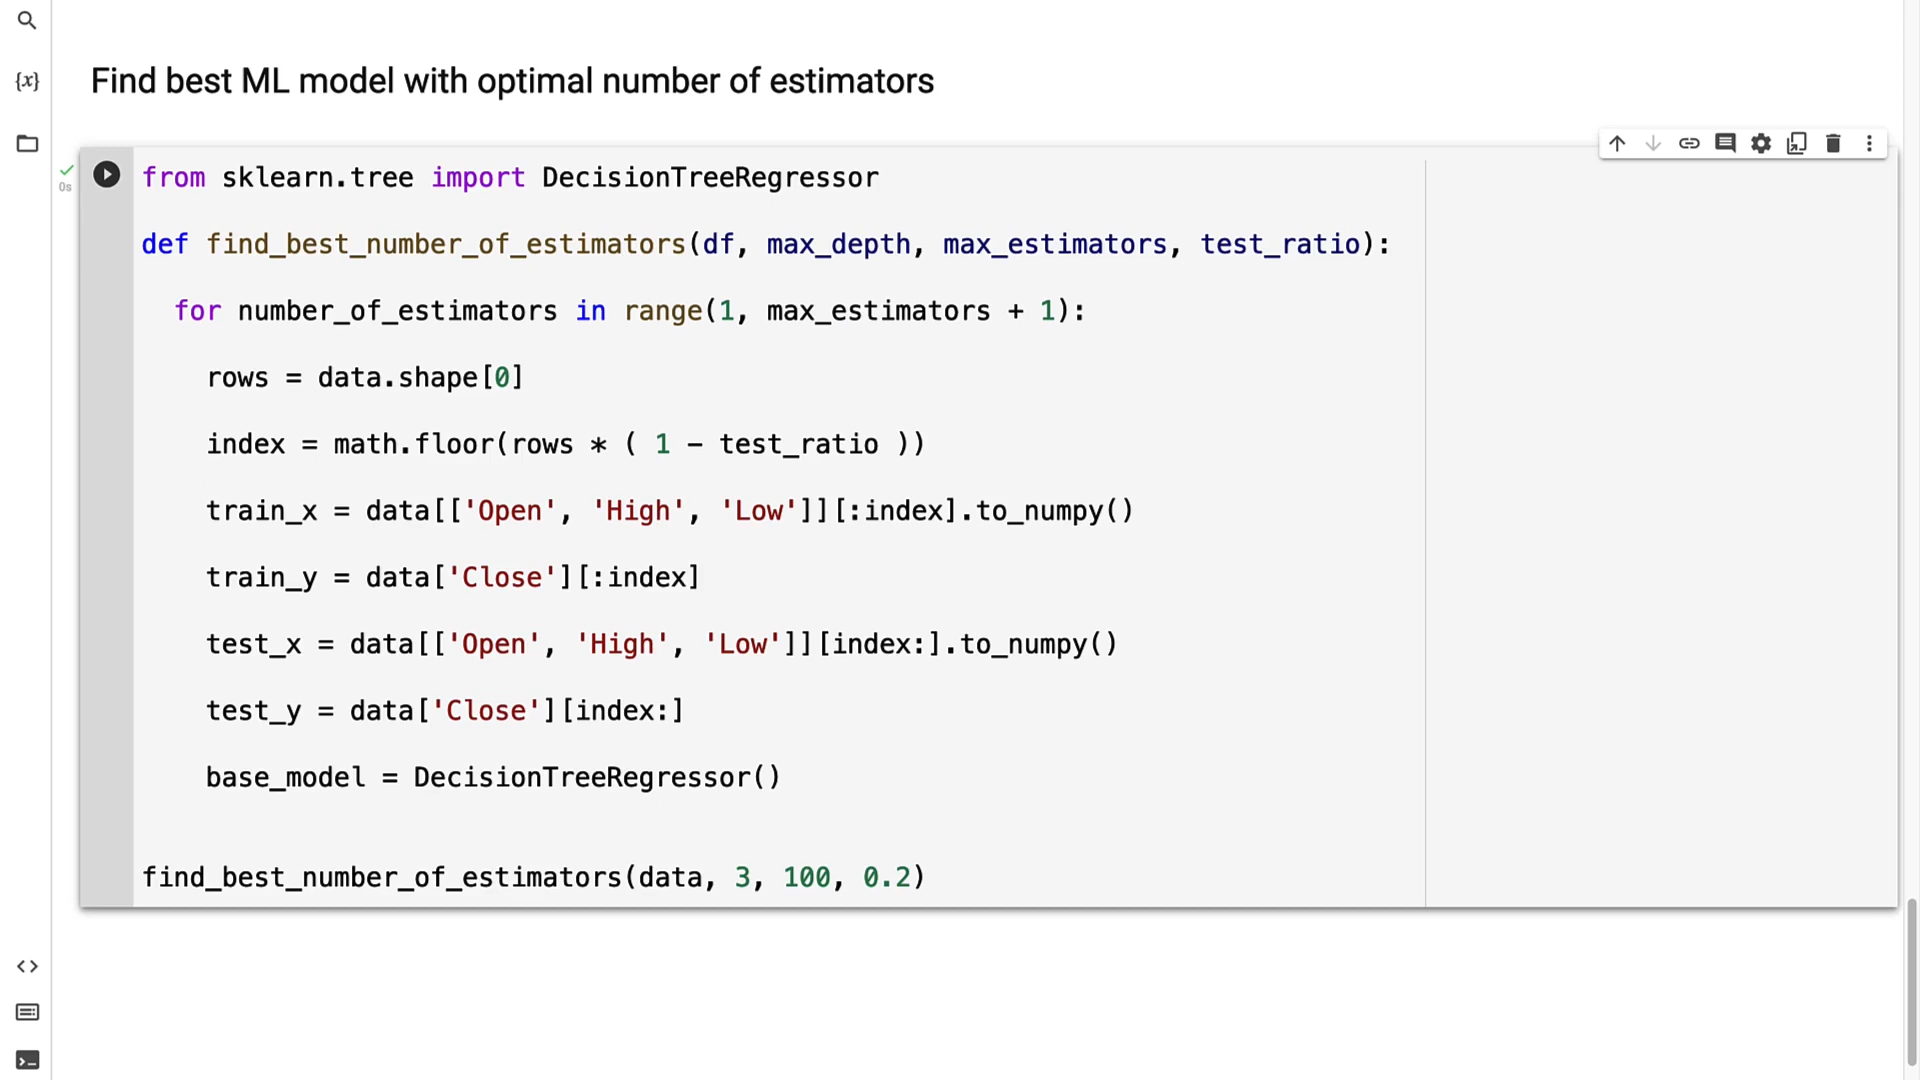 {x}
Find best ML model with optimal number of estimators
0s
from sklearn.tree import DecisionTreeRegressor
def find_best_number_of_estimators(df, max_depth, max_estimators, test_ratio):
for number_of_estimators in range(1, max_estimators + 1):
rows = data.shape[0]
index = math.floor(rows * ( 1 - test_ratio ))
train_x = data[['Open', 'High', 'Low']][:index].to_numpy()
train_y = data['Close'][:index]
test_x = data[['Open', 'High', 'Low']][index:].to_numpy()
test_y = data['Close'][index:]
base_model = DecisionTreeRegressor()
find_best_number_of_estimators(data, 3, 100, 0.2)